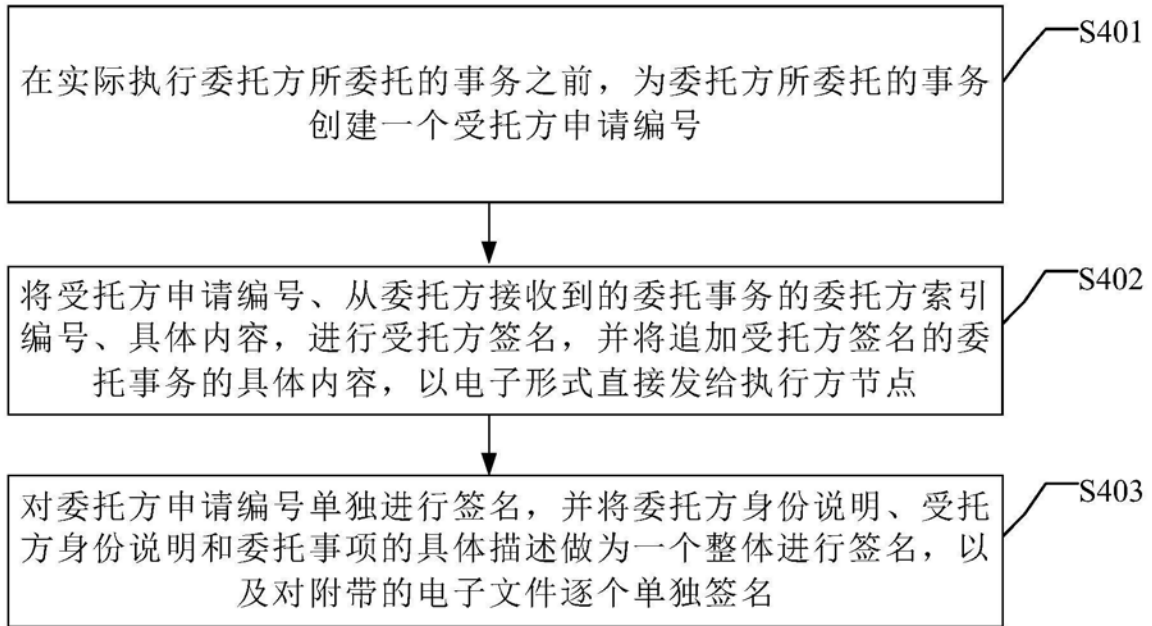 S401
在实际执行委托方所委托的事务之前，为委托方所委托的事务
创建一个受托方申请编号
S402
将受托方申请编号、从委托方接收到的委托事务的委托方索引
编号、具体内容，进行受托方签名，并将追加受托方签名的委
托事务的具体内容，以电子形式直接发给执行方节点
S403
对委托方申请编号单独进行签名，并将委托方身份说明、受托
方身份说明和委托事项的具体描述做为一个整体进行签名，以
及对附带的电子文件逐个单独签名